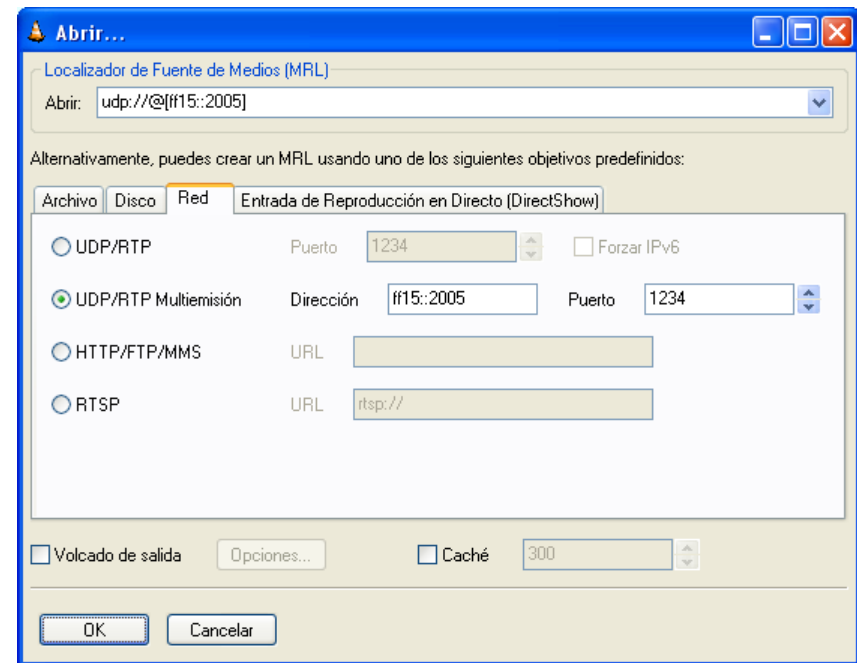 Abrir...
Localizador de Fuente de Medios (MRL)
Abrir: udp://@[ff15::2005]
Alternativamente, puedes crear un MRL usando uno de los siguientes objetivos predefinidos:
Archivo Disco Red Entrada de Reproducción en Directo (DirectShow)
UDP/RTP Puerto 1234 Forzar IPv6
UDP/RTP Multiemisión Dirección ff15::2005 Puerto 1234
HTTP/FTP/MMS URL
RTSP URL rtsp://
Volcado de salida Opciones... Caché 300
OK Cancelar